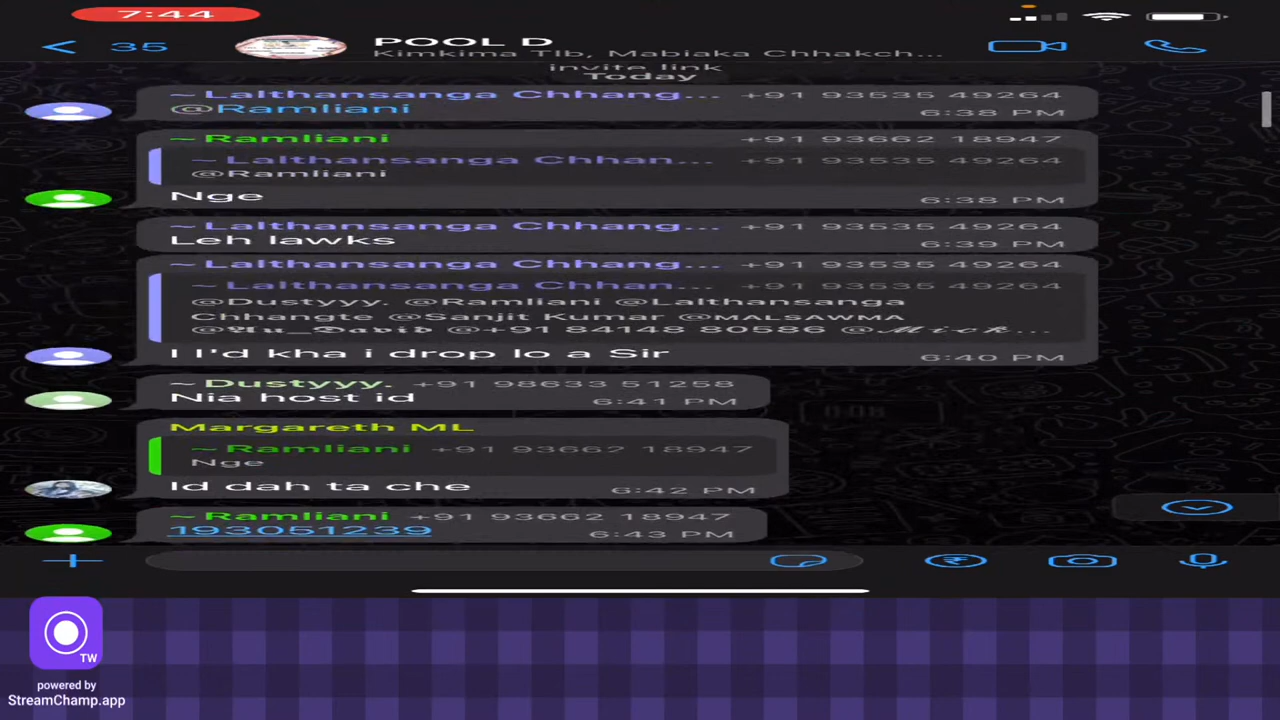 7:44
35
POOL D
Kimkima Tlb, Mabiaka Chhakch...
invite link
Today
~ Lalthansanga Chhang... +91 93535 49264
@Ramliani
6:38 PM
~ Ramliani +91 93662 18947
~ Lalthansanga Chhan... +91 93535 49264
@Ramliani
Nge
6:38 PM
~ Lalthansanga Chhang... +91 93535 49264
Leh lawks
6:39 PM
~ Lalthansanga Chhang... +91 93535 49264
~ Lalthansanga Chhan... +91 93535 49264
@Dustyyy. @Ramliani @Lalthansanga
Chhangte @Sanjit Kumar @MALSAWMA
@+91 84148 80586 @𝓜𝓲𝓬𝓴...
I I'd kha i drop lo a Sir
6:40 PM
~ Dustyyy. +91 98633 51258
Nia host id
6:41 PM
Margareth ML
~ Ramliani +91 93662 18947
Nge
Id dah ta che
6:42 PM
~ Ramliani +91 93662 18947
193051239
6:43 PM
TW
powered by
StreamChamp.app